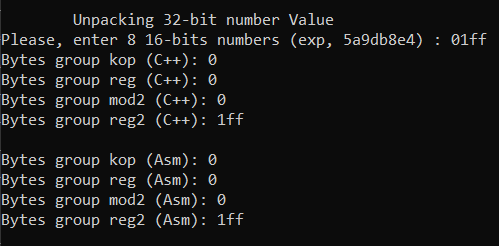 Unpacking 32-bit number Value
Please, enter 8 16-bits numbers (exp, 5a9db8e4) : 01ff
Bytes group kop (C++): 0
Bytes group reg (C++): 0
Bytes group mod2 (C++): 0
Bytes group reg2 (C++): 1ff
Bytes group kop (Asm): 0
Bytes group reg (Asm): 0
Bytes group mod2 (Asm): 0
Bytes group reg2 (Asm): 1ff